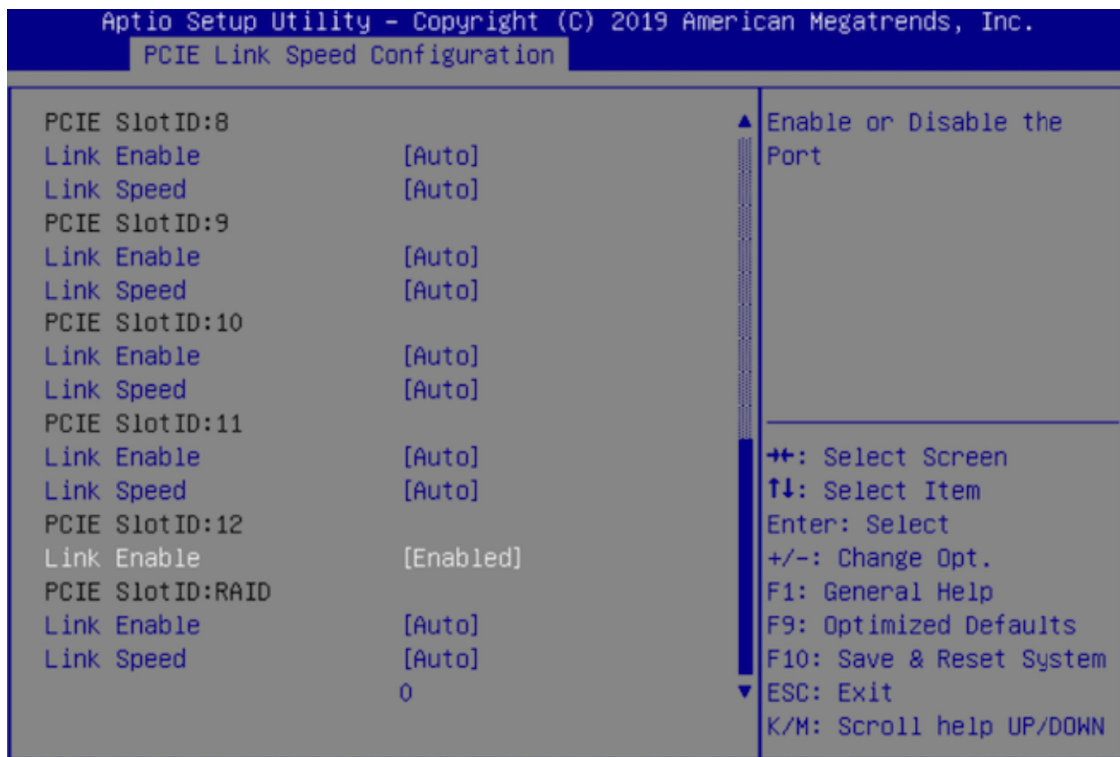 Aptio Setup Utility – Copyright (C) 2019 American Megatrends, Inc.
PCIE Link Speed Configuration
PCIE SlotID:8
Link Enable [Auto]
Link Speed [Auto]
PCIE SlotID:9
Link Enable [Auto]
Link Speed [Auto]
PCIE SlotID:10
Link Enable [Auto]
Link Speed [Auto]
PCIE SlotID:11
Link Enable [Auto]
Link Speed [Auto]
PCIE SlotID:12
Link Enable [Enabled]
PCIE SlotID:RAID
Link Enable [Auto]
Link Speed [Auto]
0
Enable or Disable the
Port
→←: Select Screen
↑↓: Select Item
Enter: Select
+/-: Change Opt.
F1: General Help
F9: Optimized Defaults
F10: Save & Reset System
ESC: Exit
K/M: Scroll help UP/DOWN